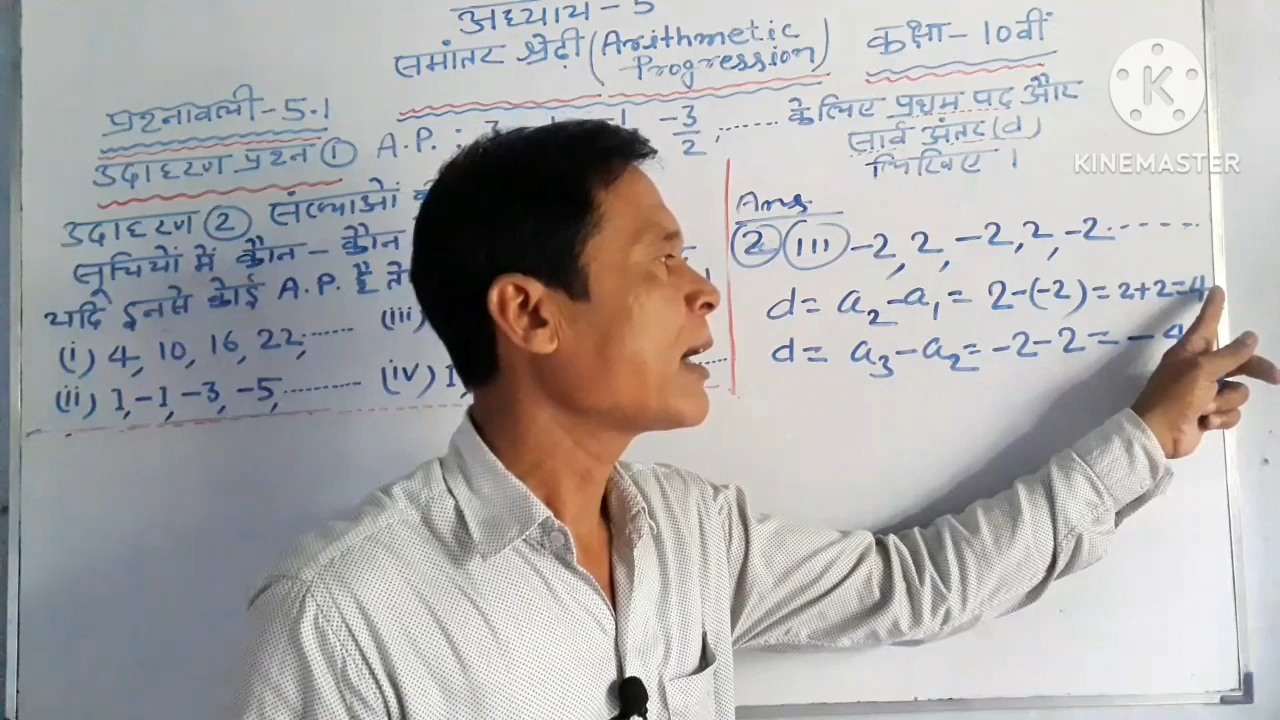 अध्याय - 5
समांतर श्रेढ़ी (Arithmetic Progression)
कक्षा - 10वीं
प्रश्नावली - 5.1
उदाहरण प्रश्न ① A.P. : -1 -3/2 ,...... के लिए प्रथम पद और
सार्व अंतर (d)
लिखिए ।
उदाहरण ② संख्याओं
सूचियों में कौन - कौन
यदि इनसे कोई A.P. है
(i) 4, 10, 16, 22,......
(ii) 1, -1, -3, -5,..........
(iii)
(iv) 1,
Ans.
② (iii) -2, 2, -2, 2, -2........
d = a₂ - a₁ = 2-(-2) = 2+2=4
d = a₃ - a₂ = -2-2 = -4
K
KINEMASTER